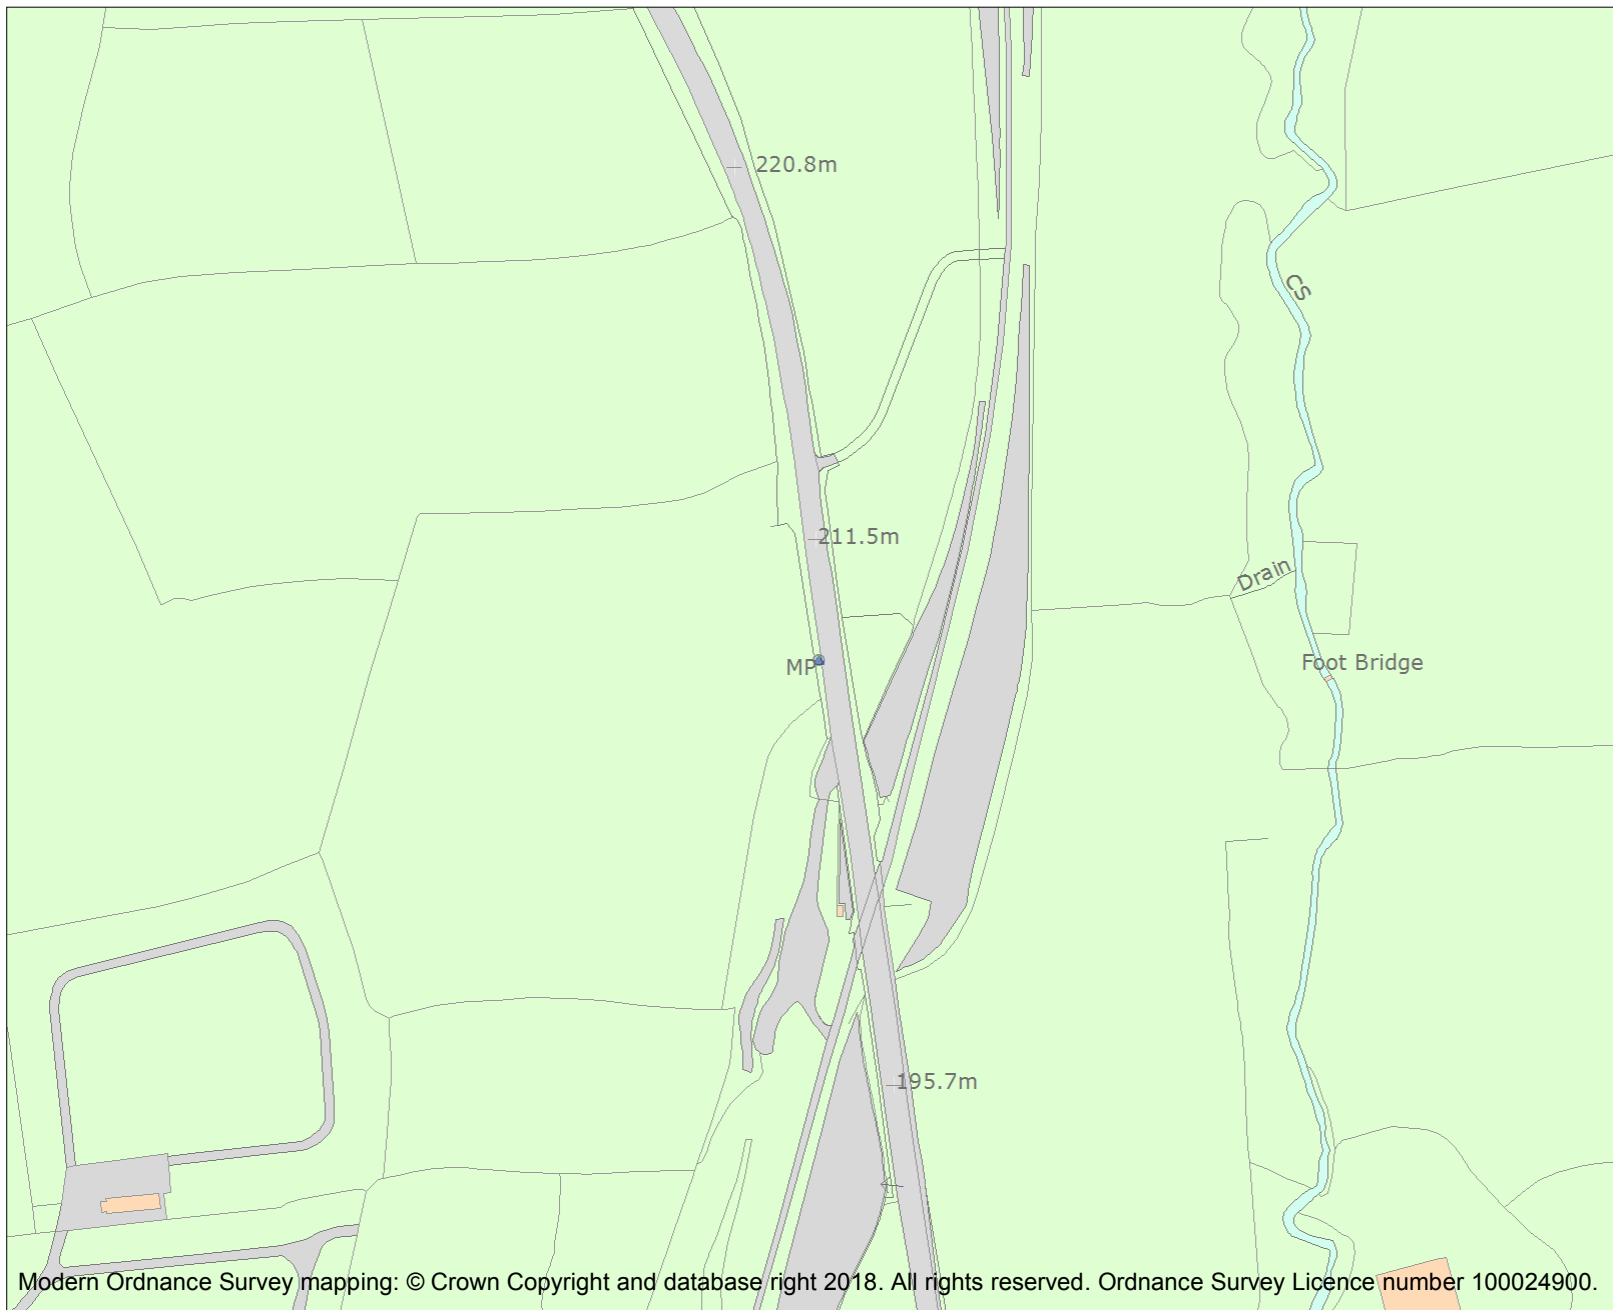 220.8m
CS
211.5m
Drain
MP
Foot Bridge
195.7m
Modern Ordnance Survey mapping: © Crown Copyright and database right 2018. All rights reserved. Ordnance Survey Licence number 100024900.